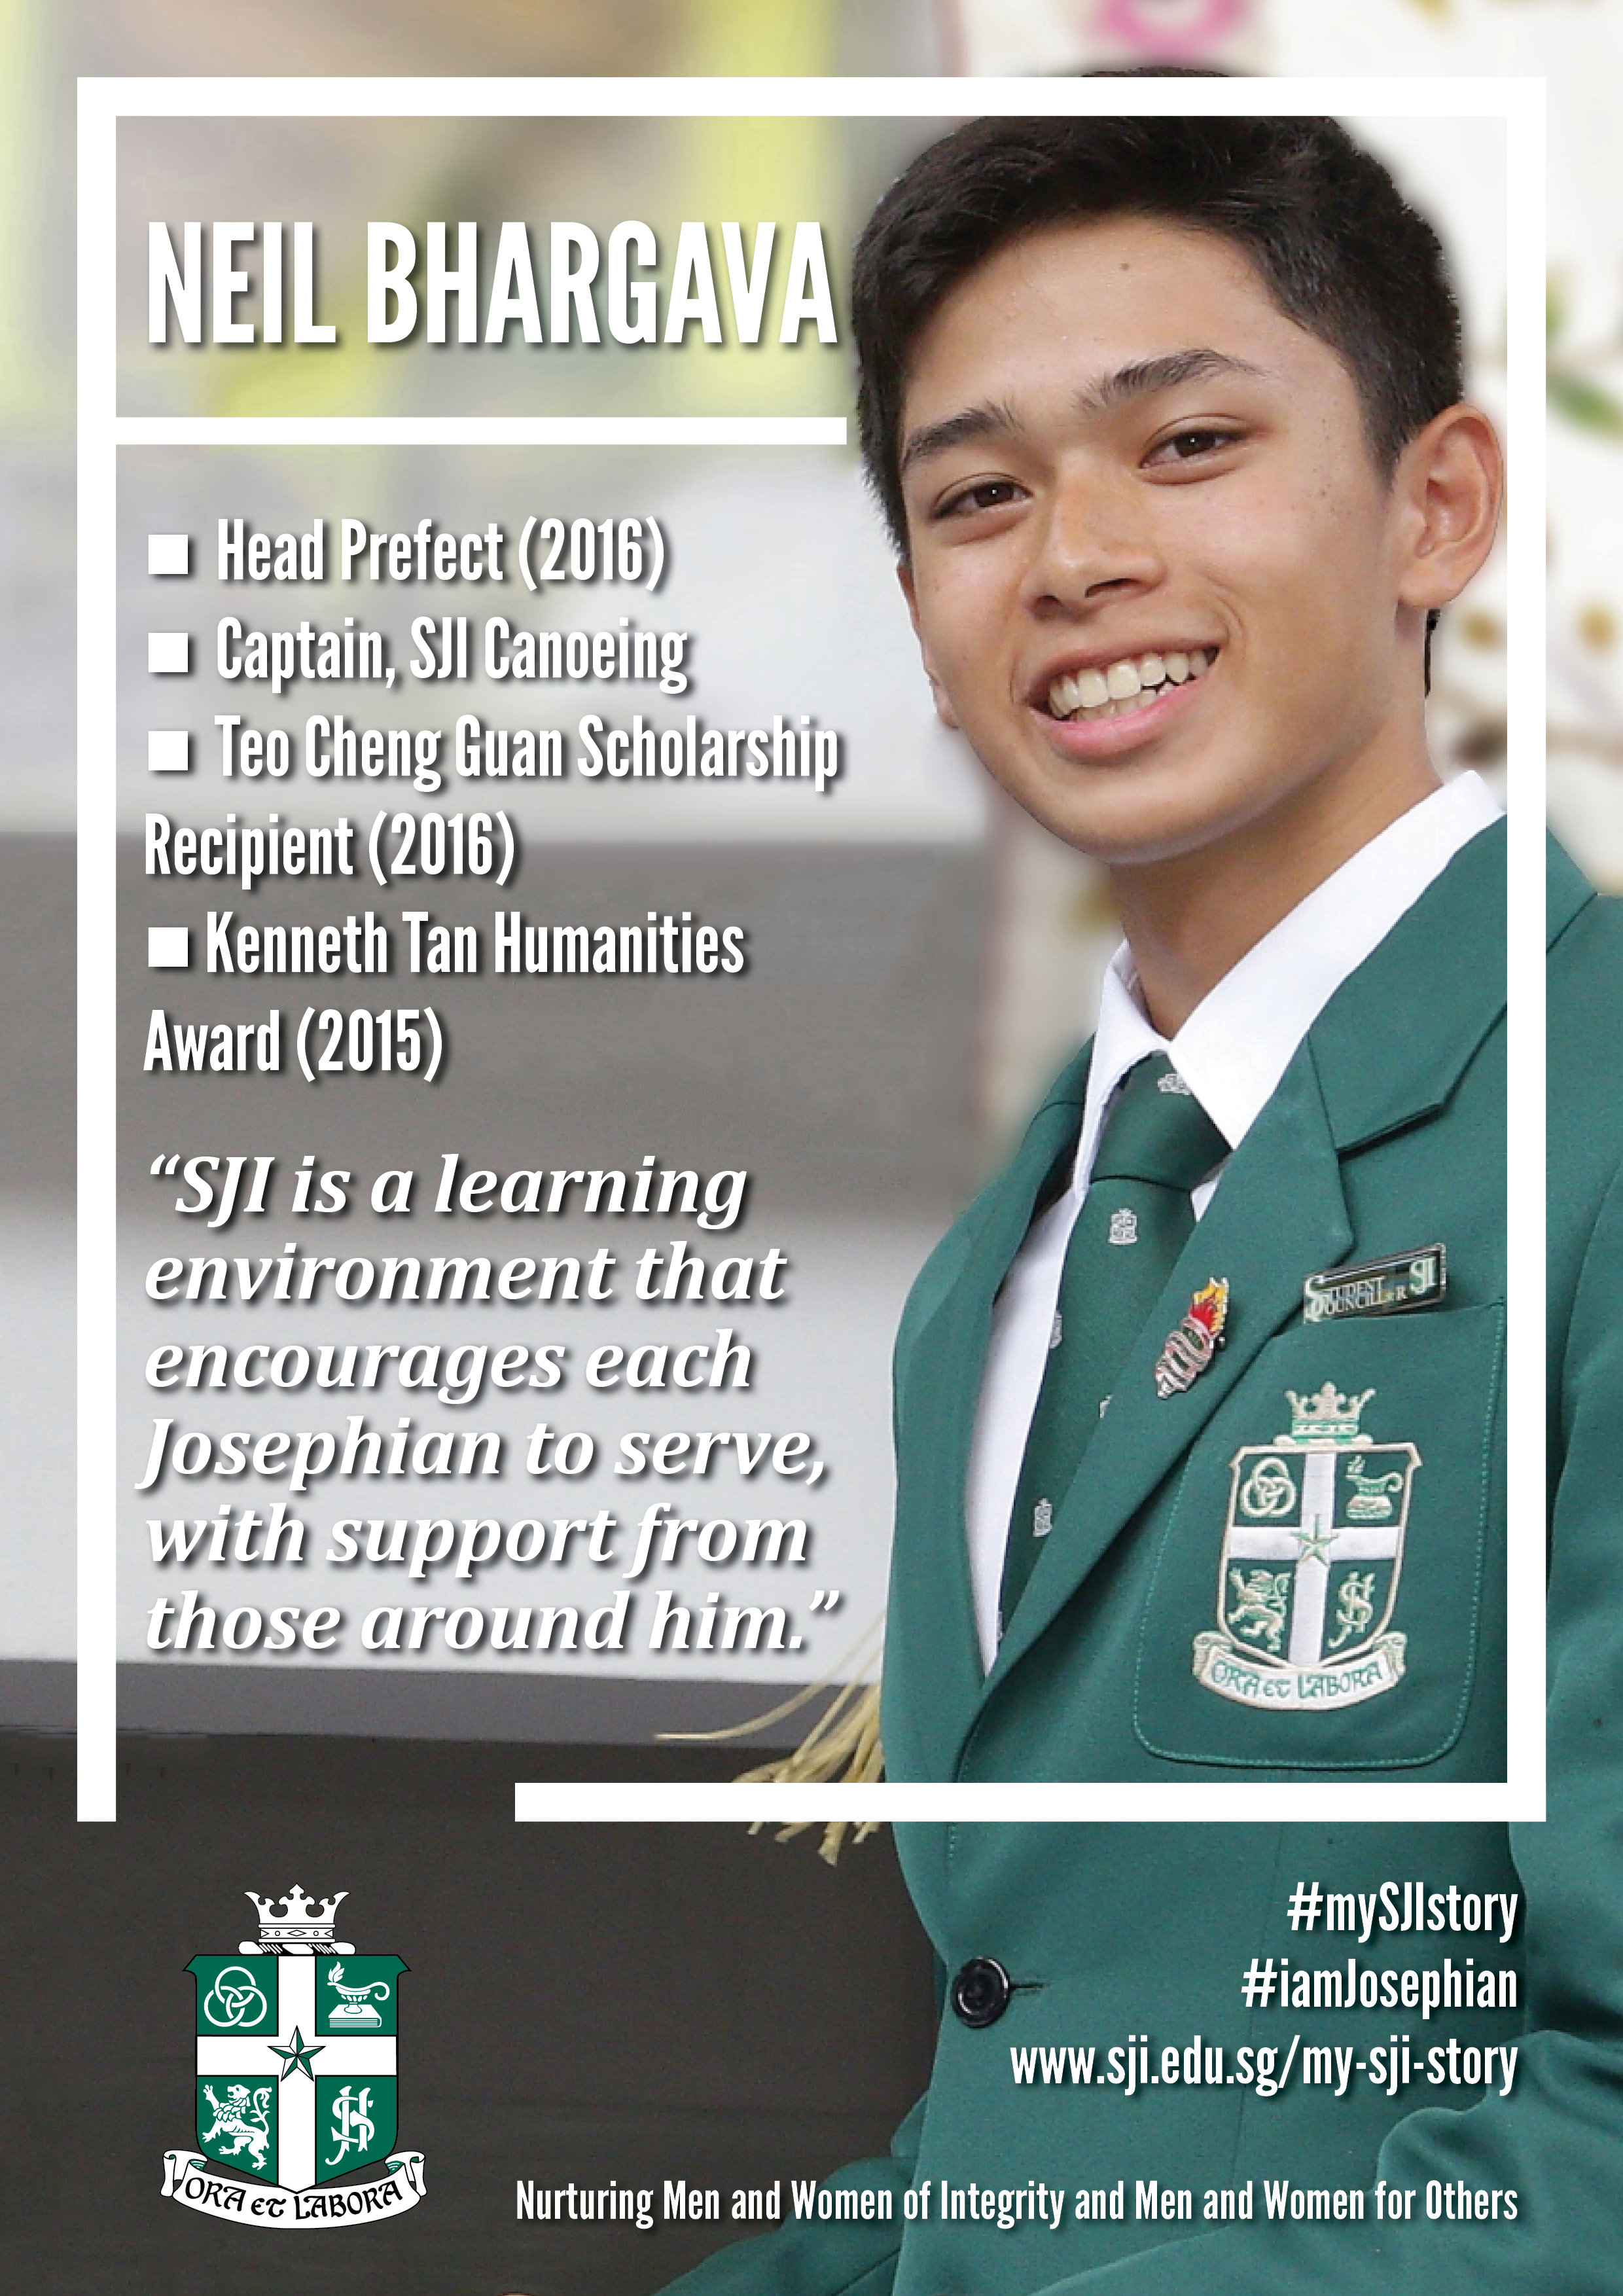 NEIL BHARGAVA
■ Head Prefect (2016)
■ Captain, SJI Canoeing
■ Teo Cheng Guan Scholarship
Recipient (2016)
■ Kenneth Tan Humanities
Award (2015)
“SJI is a learning
environment that
encourages each
Josephian to serve,
with support from
those around him.”
STUDENT
COUNCILLOR SJI
ORA ET LABORA
#mySJIstory
#iamJosephian
www.sji.edu.sg/my-sji-story
ORA ET LABORA
Nurturing Men and Women of Integrity and Men and Women for Others